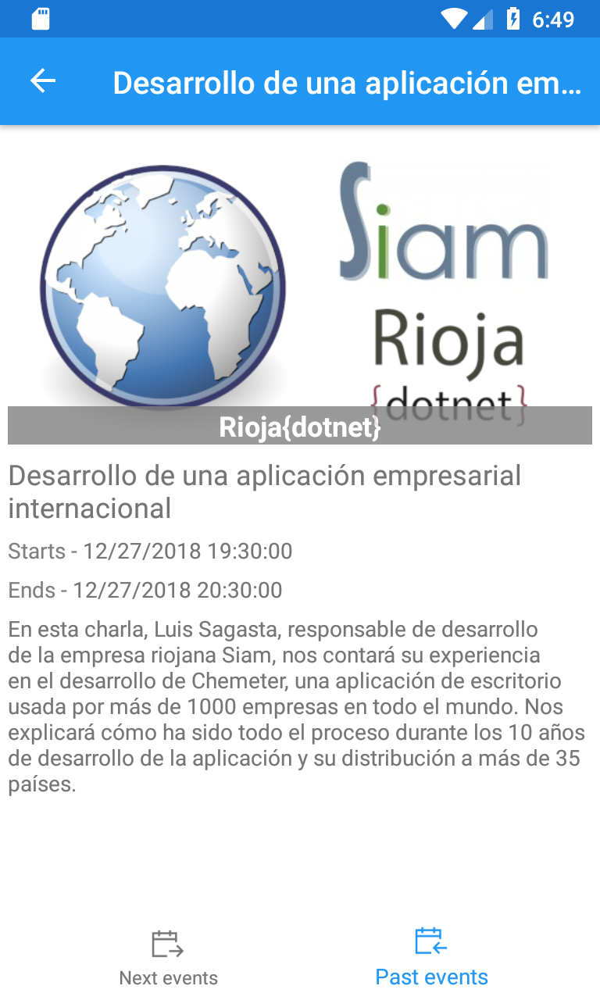 6:49
Desarrollo de una aplicación em...
Siam
Rioja
{dotnet}
Rioja{dotnet}
Desarrollo de una aplicación empresarial
internacional
Starts - 12/27/2018 19:30:00
Ends - 12/27/2018 20:30:00
En esta charla, Luis Sagasta, responsable de desarrollo
de la empresa riojana Siam, nos contará su experiencia
en el desarrollo de Chemeter, una aplicación de escritorio
usada por más de 1000 empresas en todo el mundo. Nos
explicará cómo ha sido todo el proceso durante los 10 años
de desarrollo de la aplicación y su distribución a más de 35
países.
Next events
Past events